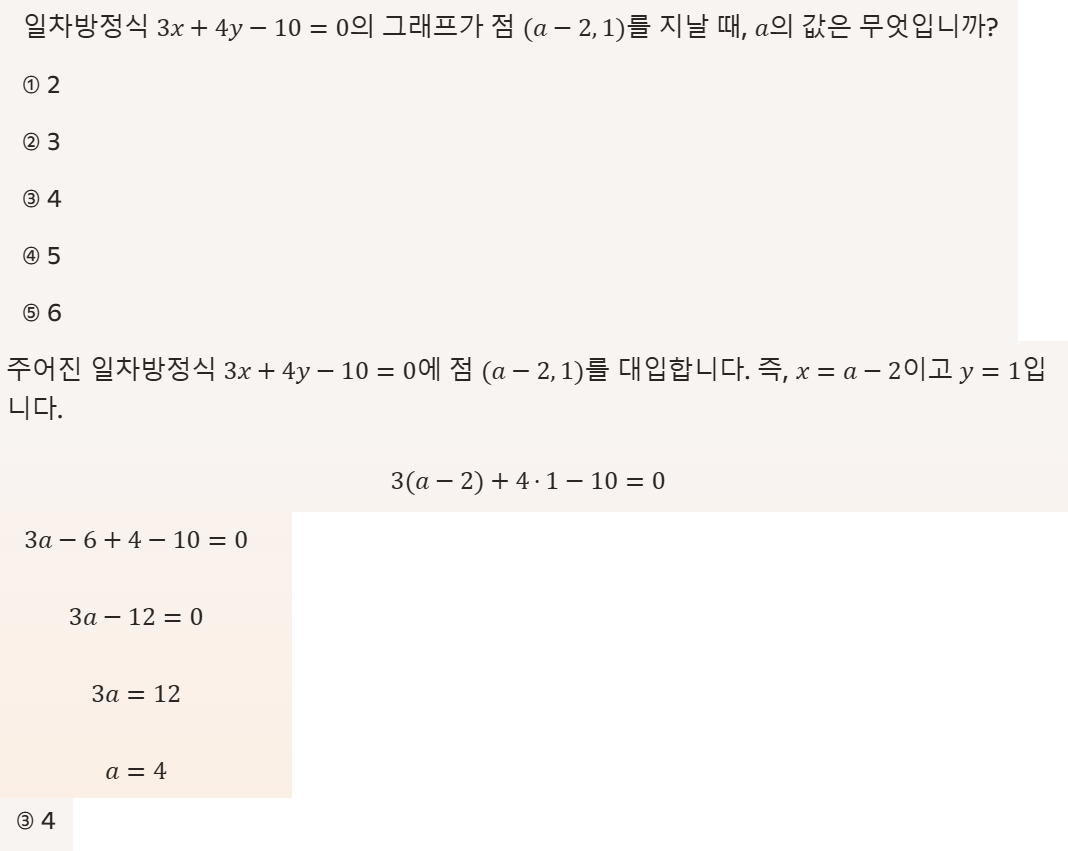 일차방정식 3x + 4y − 10 = 0의 그래프가 점 (a − 2, 1)를 지날 때, a의 값은 무엇입니까?
① 2
② 3
③ 4
④ 5
⑤ 6
주어진 일차방정식 3x + 4y − 10 = 0에 점 (a − 2, 1)를 대입합니다. 즉, x = a − 2이고 y = 1입
니다.
3(a − 2) + 4 · 1 − 10 = 0
3a − 6 + 4 − 10 = 0
3a − 12 = 0
3a = 12
a = 4
③ 4